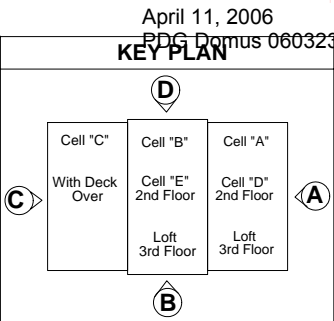 April 11, 2006
PDG Domus 060323
KEY PLAN
D
Cell "C"
With Deck
Over
Cell "B"
Cell "E"
2nd Floor
Loft
3rd Floor
Cell "A"
Cell "D"
2nd Floor
Loft
3rd Floor
C
A
B